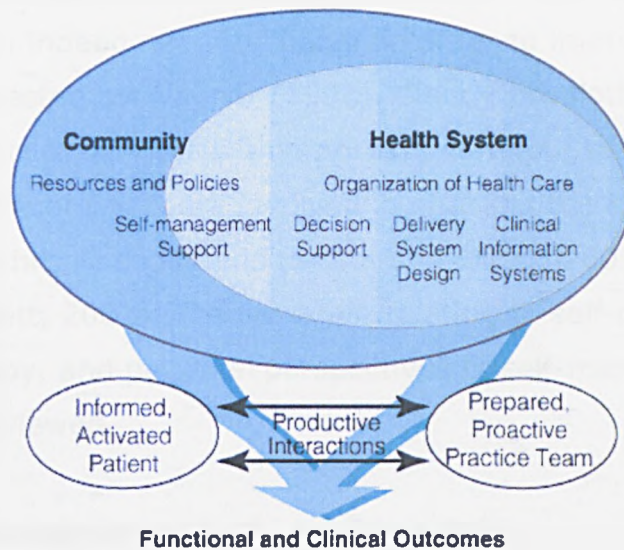 Community
Resources and Policies
Health System
Organization of Health Care
Self-management
Support
Decision
Support
Delivery
System
Design
Clinical
Information
Systems
Informed,
Activated
Patient
Productive
Interactions
Prepared,
Proactive
Practice Team
Functional and Clinical Outcomes